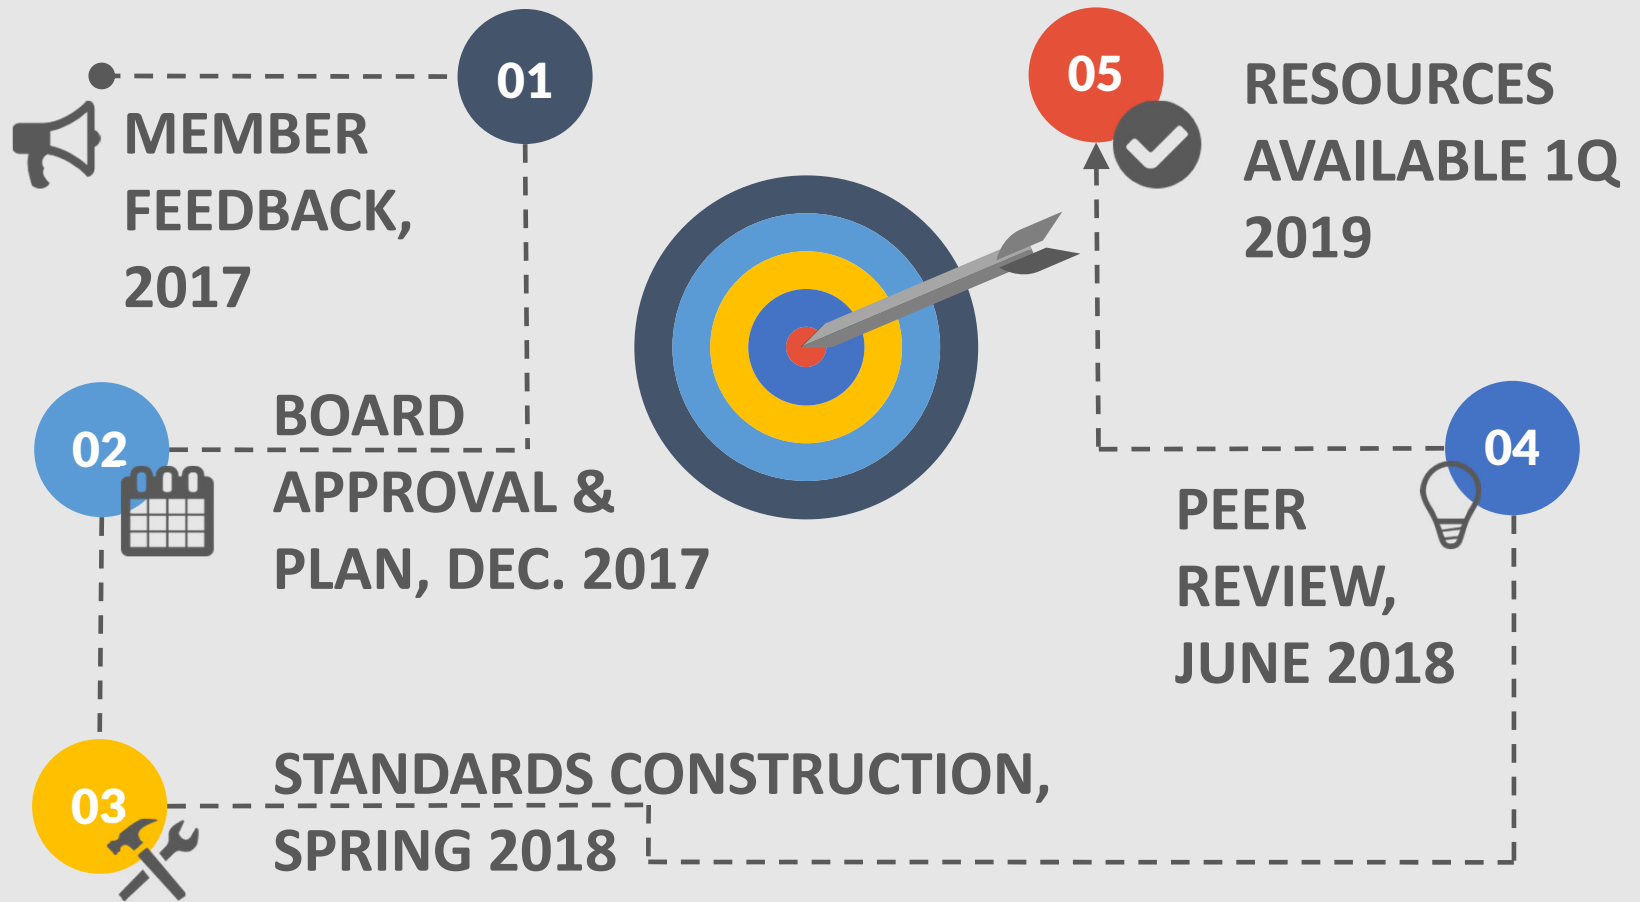 01
MEMBER
FEEDBACK,
2017
02
BOARD
APPROVAL &
PLAN, DEC. 2017
03
STANDARDS CONSTRUCTION,
SPRING 2018
04
PEER
REVIEW,
JUNE 2018
05
RESOURCES
AVAILABLE 1Q
2019